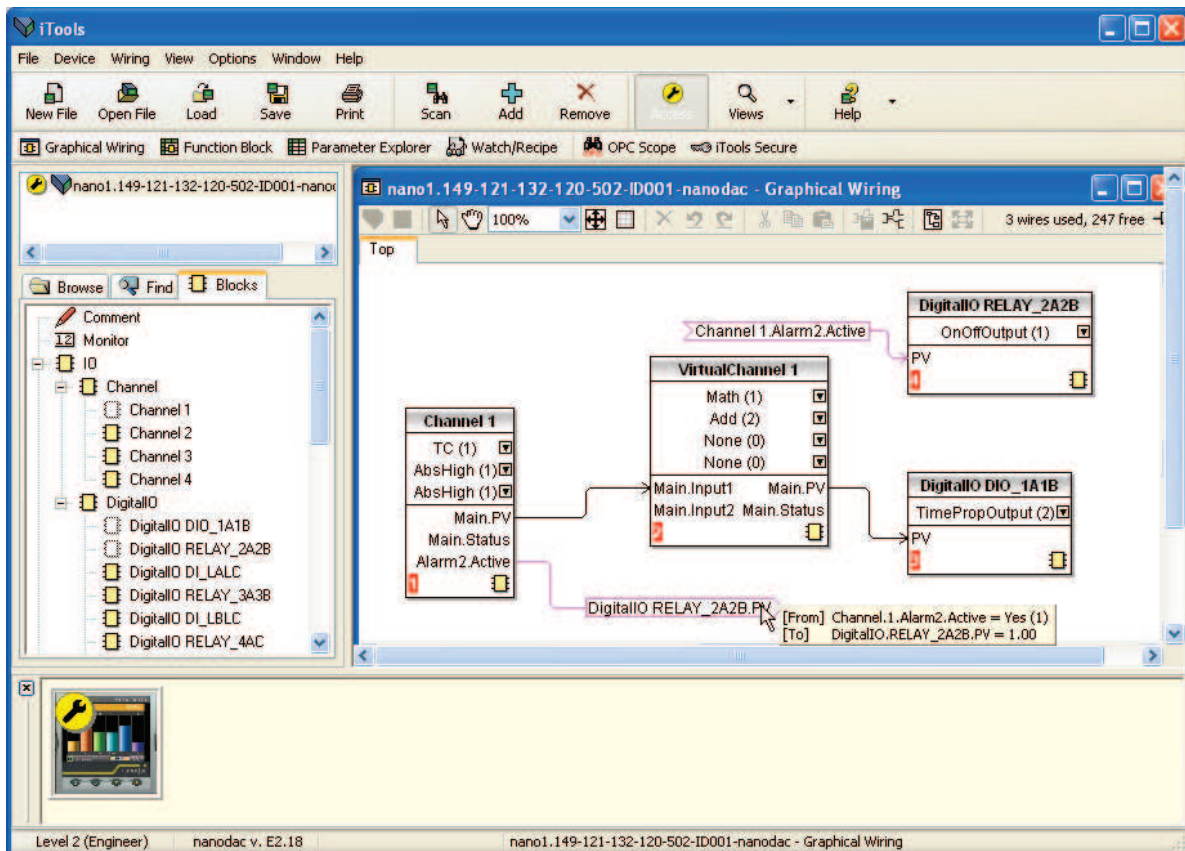 iTools
File Device Wiring View Options Window Help
New File Open File Load Save Print Scan Add Remove Access Views Help
Graphical Wiring Function Block Parameter Explorer Watch/Recipe OPC Scope iTools Secure
nano1.149-121-132-120-502-ID001-nanod
Browse Find Blocks
Comment
12 Monitor
IO
Channel
Channel 1
Channel 2
Channel 3
Channel 4
DigitalIO
DigitalIO DIO_1A1B
DigitalIO RELAY_2A2B
DigitalIO DI_LALC
DigitalIO RELAY_3A3B
DigitalIO DI_LBLC
DigitalIO RELAY_4AC
nano1.149-121-132-120-502-ID001-nanodac - Graphical Wiring
100%
3 wires used, 247 free
Top
Channel 1.Alarm2.Active
DigitalIO RELAY_2A2B
OnOffOutput (1)
PV
VirtualChannel 1
Math (1)
Add (2)
None (0)
None (0)
Main.Input1 Main.PV
Main.Input2 Main.Status
Channel 1
TC (1)
AbsHigh (1)
AbsHigh (1)
Main.PV
Main.Status
Alarm2.Active
1
DigitalIO DIO_1A1B
TimePropOutput (2)
PV
DigitalIO RELAY_2A2B.PV
[From] Channel.1.Alarm2.Active = Yes (1)
[To] DigitalIO.RELAY_2A2B.PV = 1.00
Level 2 (Engineer) nanodac v. E2.18 nano1.149-121-132-120-502-ID001-nanodac - Graphical Wiring